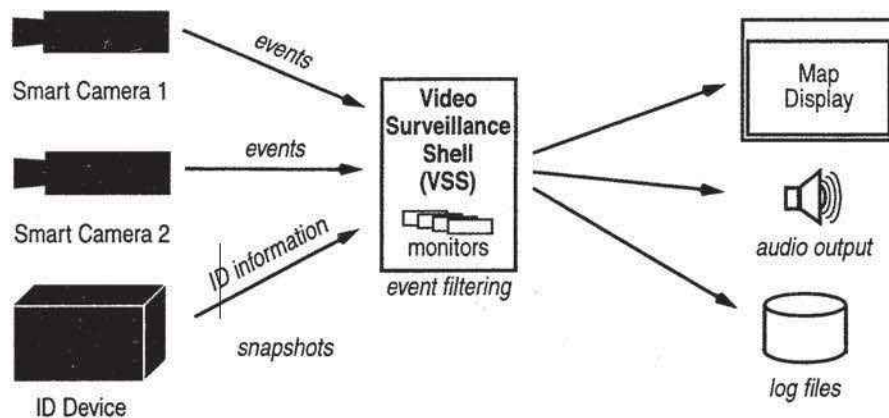 Smart Camera 1
events
Smart Camera 2
events
ID information
snapshots
ID Device
Video
Surveillance
Shell
(VSS)
monitors
event filtering
Map
Display
audio output
log files